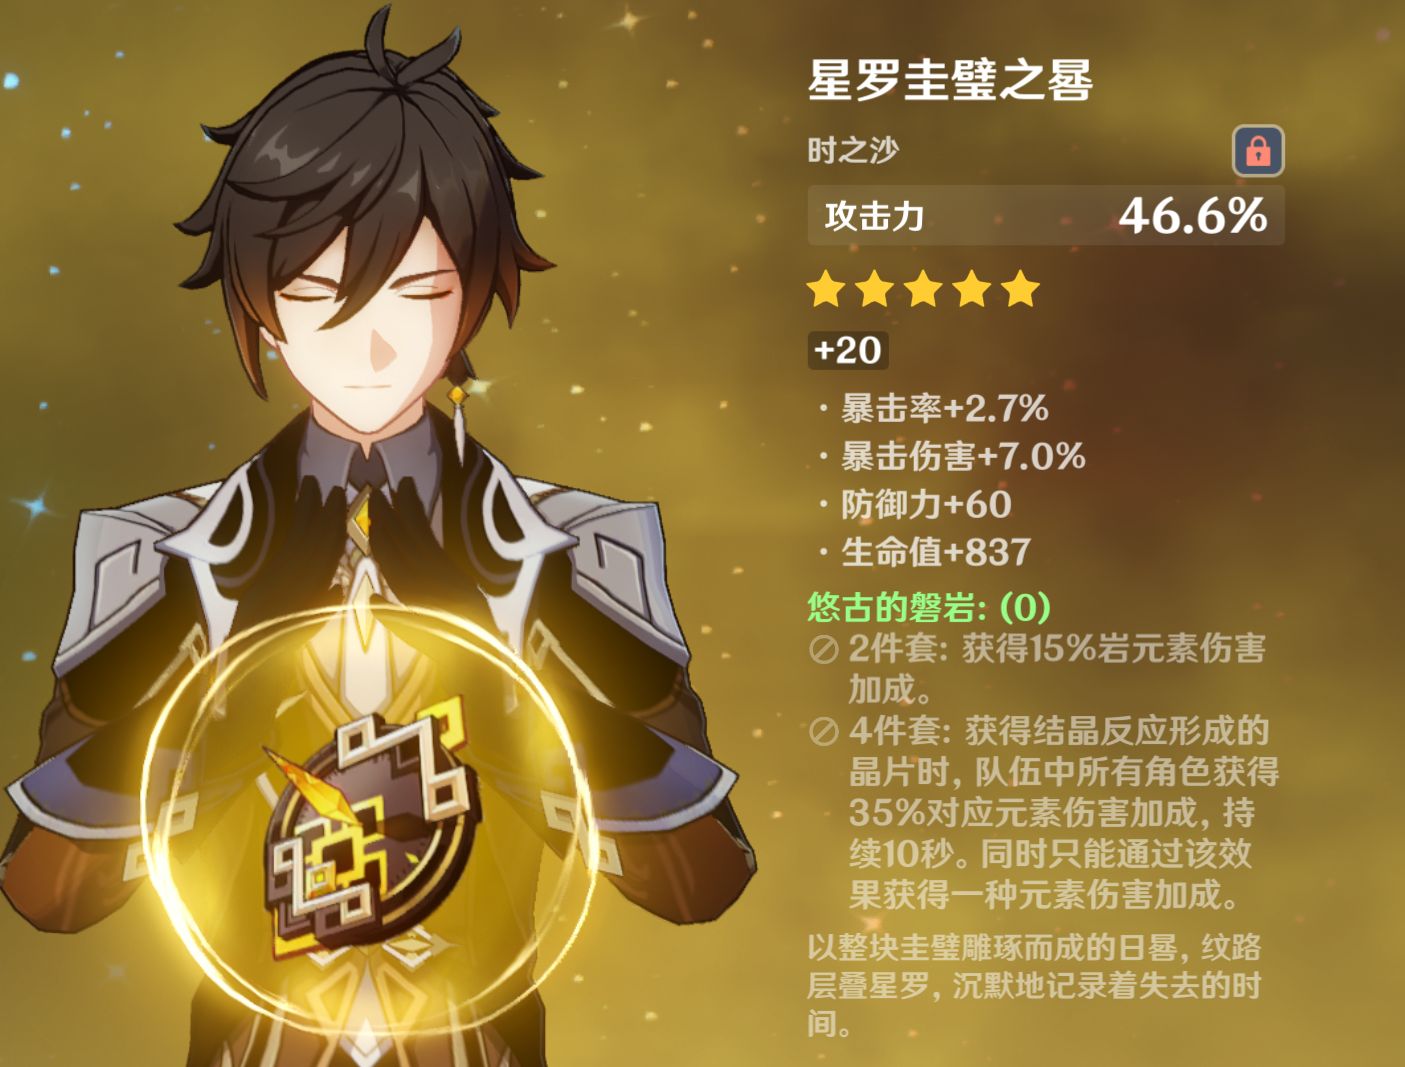 星罗圭璧之晷
时之沙
攻击力 46.6%
+20
·暴击率+2.7%
·暴击伤害+7.0%
·防御力+60
·生命值+837
悠古的磐岩: (0)
2件套: 获得15%岩元素伤害
加成。
4件套: 获得结晶反应形成的
晶片时, 队伍中所有角色获得
35%对应元素伤害加成, 持
续10秒。同时只能通过该效
果获得一种元素伤害加成。
以整块圭璧雕琢而成的日晷, 纹路
层叠星罗, 沉默地记录着失去的时
间。